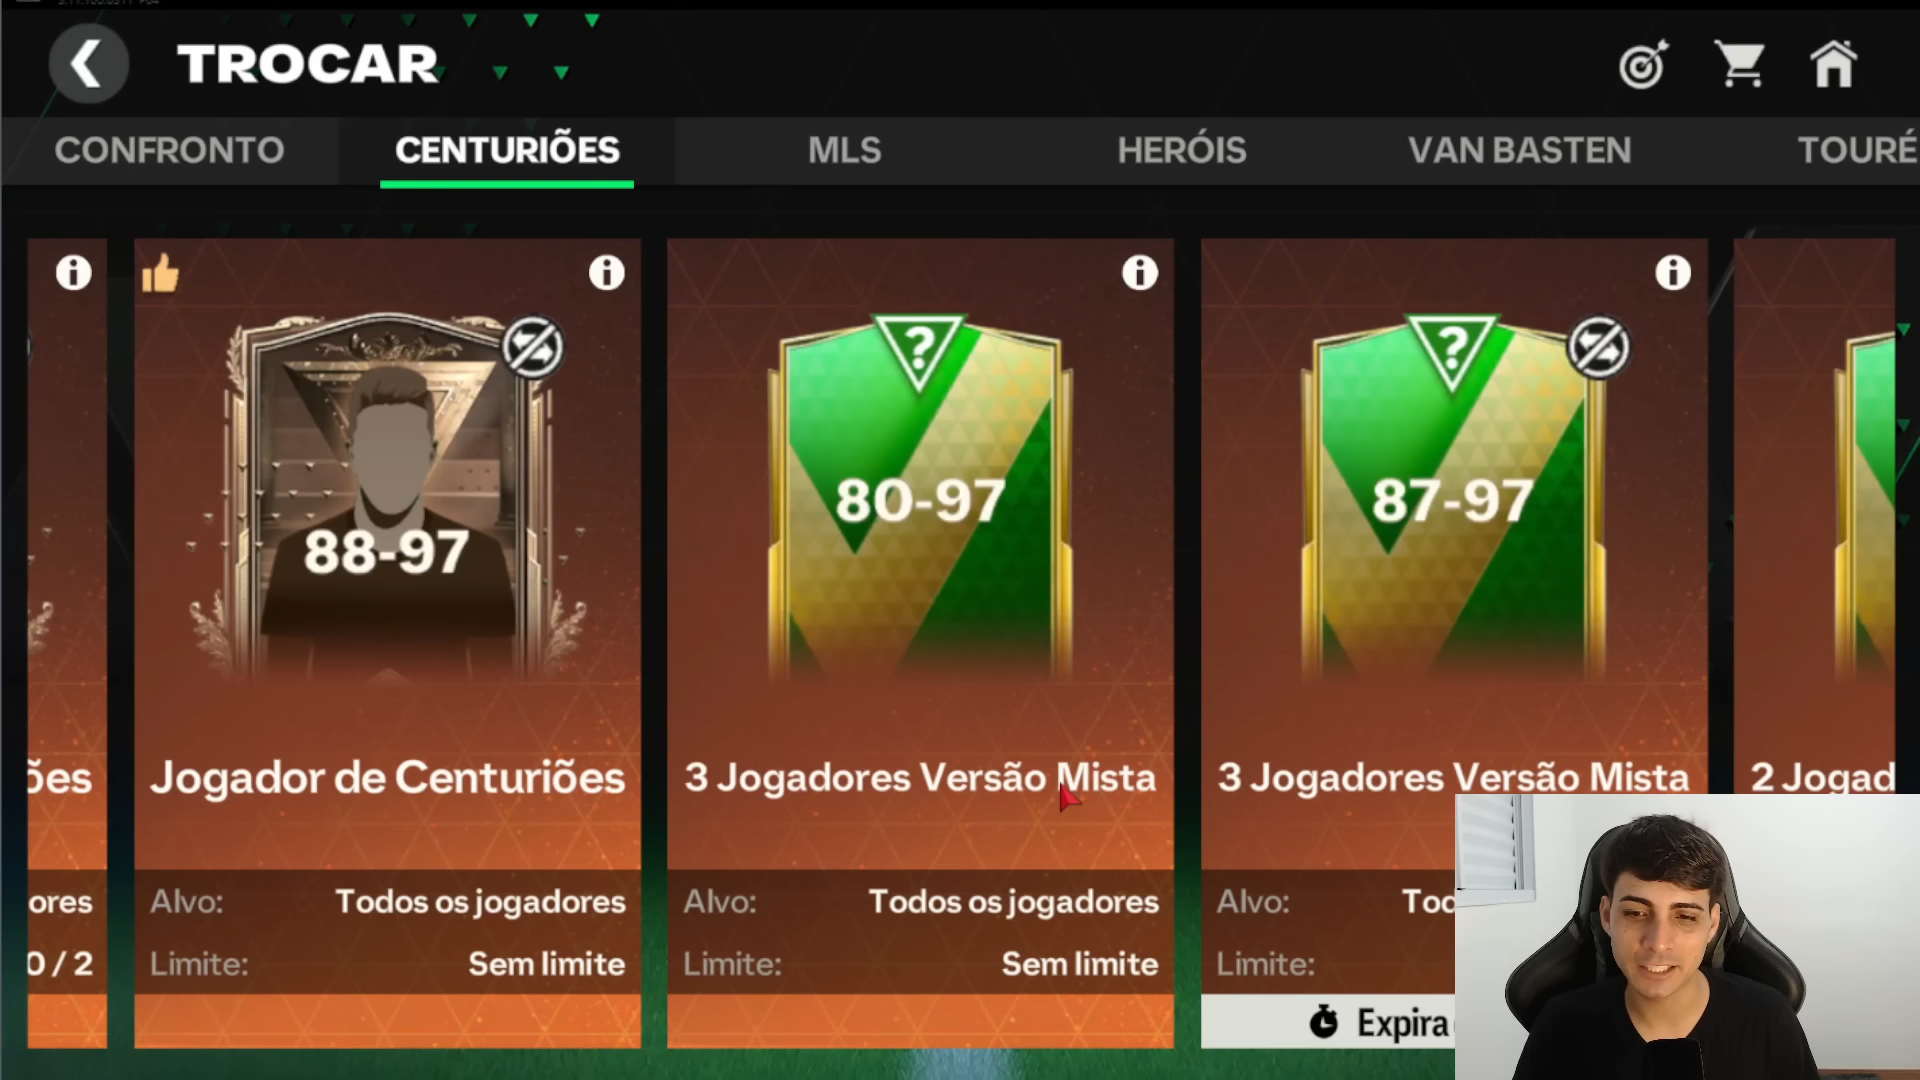 TROCAR
CONFRONTO
CENTURIÕES
MLS
HERÓIS
VAN BASTEN
TOURÉ
88-97
80-97
87-97
ões
Jogador de Centuriões
3 Jogadores Versão Mista
3 Jogadores Versão Mista
2 Jogad
ores
Alvo: Todos os jogadores
Alvo: Todos os jogadores
Alvo: Tod
0/2
Limite: Sem limite
Limite: Sem limite
Limite:
Expira